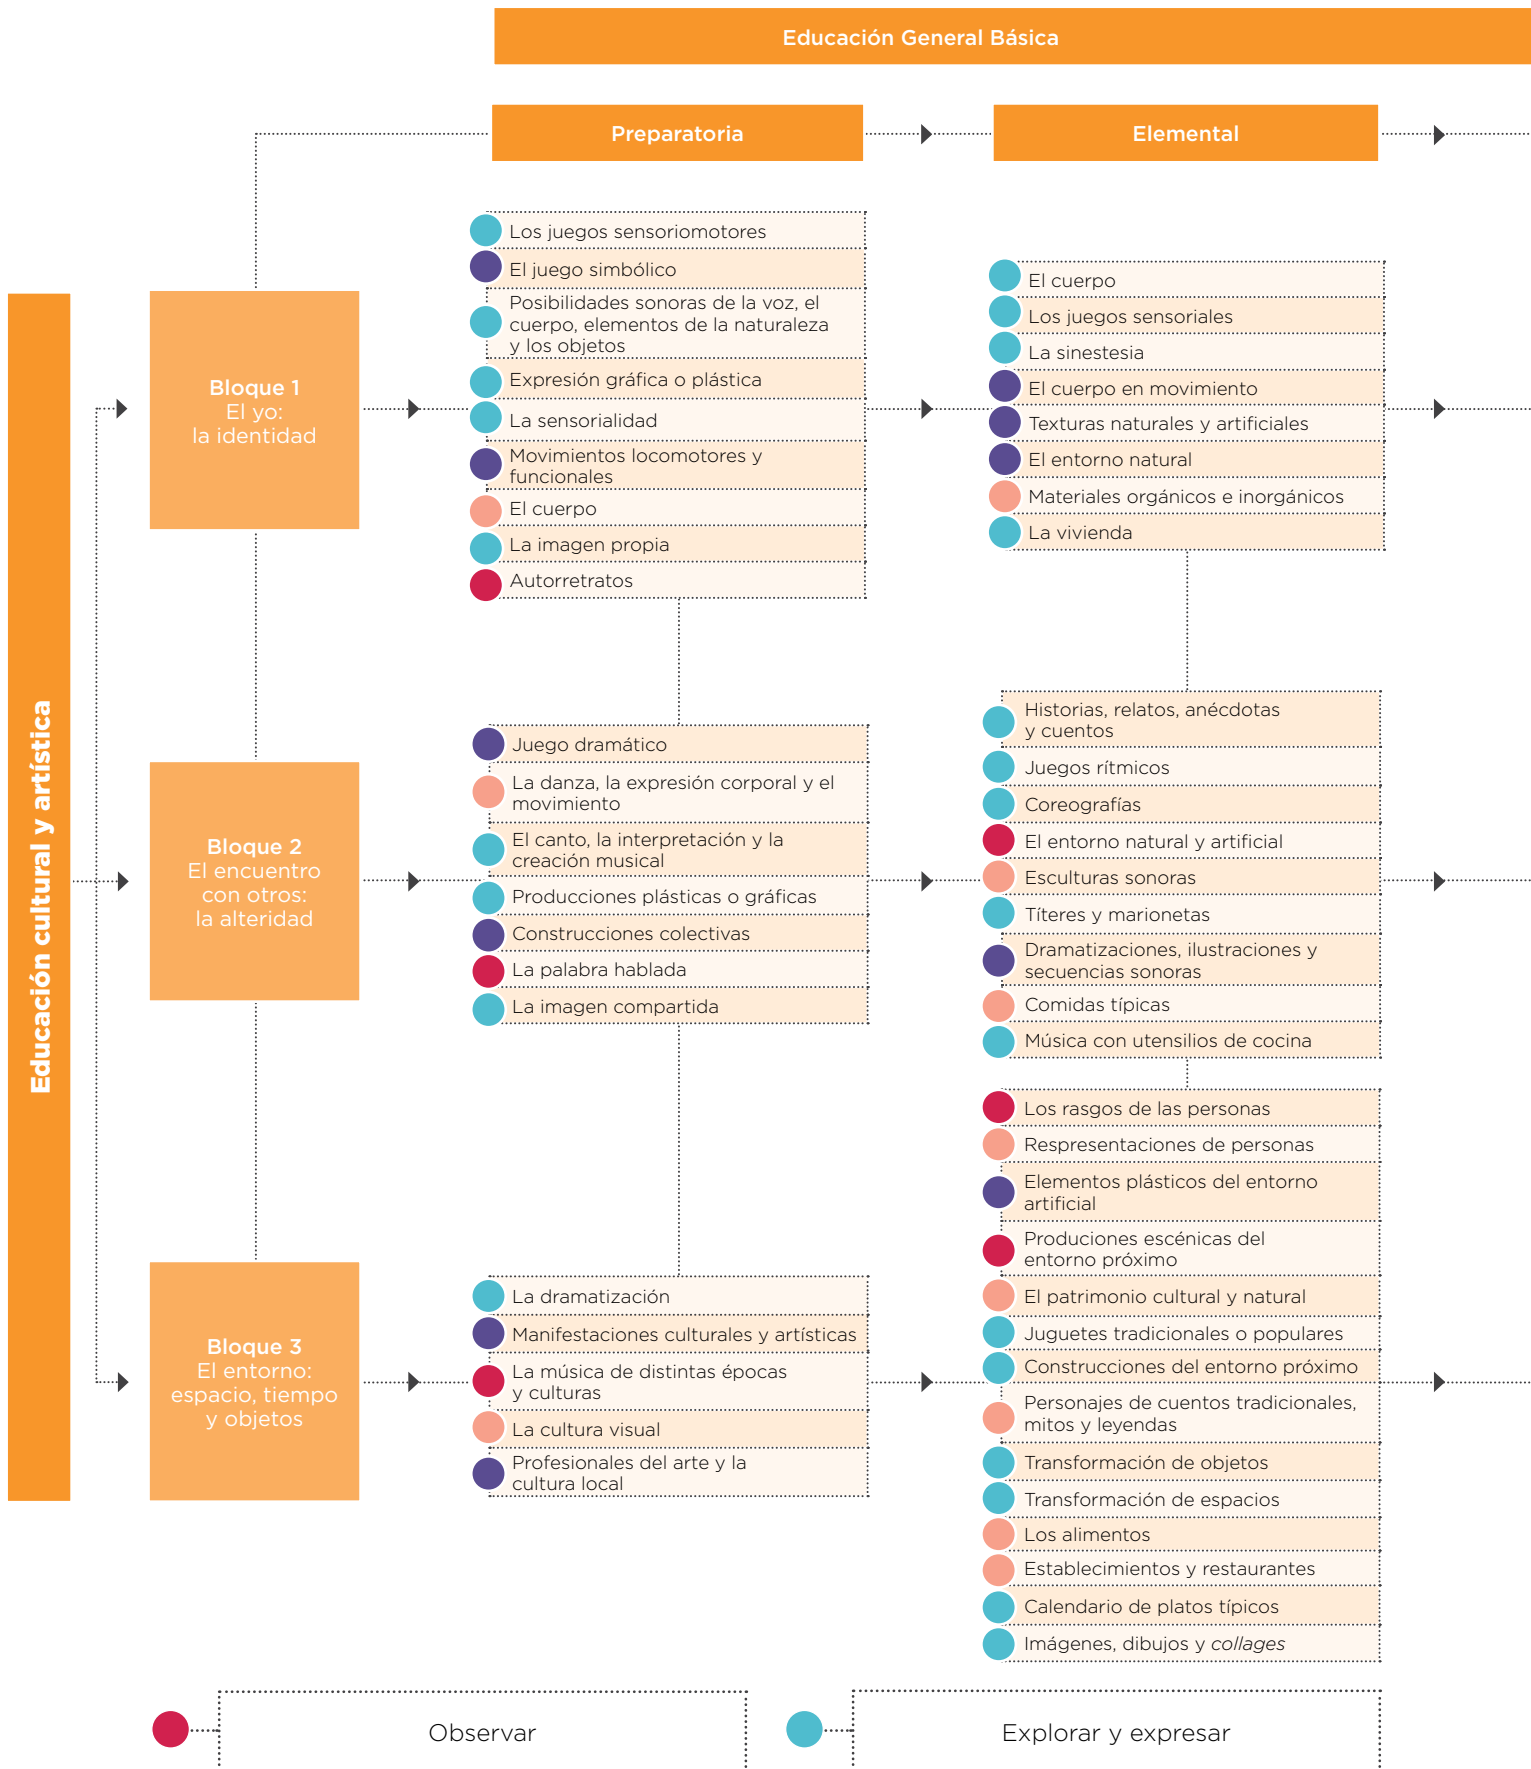 Educación General Básica
Preparatoria
Elemental
Educación cultural y artística
Bloque 1
El yo:
la identidad
Los juegos sensoriomotores
El juego simbólico
Posibilidades sonoras de la voz, el
cuerpo, elementos de la naturaleza
y los objetos
Expresión gráfica o plástica
La sensorialidad
Movimientos locomotores y
funcionales
El cuerpo
La imagen propia
Autorretratos
El cuerpo
Los juegos sensoriales
La sinestesia
El cuerpo en movimiento
Texturas naturales y artificiales
El entorno natural
Materiales orgánicos e inorgánicos
La vivienda
Bloque 2
El encuentro
con otros:
la alteridad
Juego dramático
La danza, la expresión corporal y el
movimiento
El canto, la interpretación y la
creación musical
Producciones plásticas o gráficas
Construcciones colectivas
La palabra hablada
La imagen compartida
Historias, relatos, anécdotas
y cuentos
Juegos rítmicos
Coreografías
El entorno natural y artificial
Esculturas sonoras
Títeres y marionetas
Dramatizaciones, ilustraciones y
secuencias sonoras
Comidas típicas
Música con utensilios de cocina
Bloque 3
El entorno:
espacio, tiempo
y objetos
La dramatización
Manifestaciones culturales y artísticas
La música de distintas épocas
y culturas
La cultura visual
Profesionales del arte y la
cultura local
Los rasgos de las personas
Respresentaciones de personas
Elementos plásticos del entorno
artificial
Produciones escénicas del
entorno próximo
El patrimonio cultural y natural
Juguetes tradicionales o populares
Construcciones del entorno próximo
Personajes de cuentos tradicionales,
mitos y leyendas
Transformación de objetos
Transformación de espacios
Los alimentos
Establecimientos y restaurantes
Calendario de platos típicos
Imágenes, dibujos y collages
Observar
Explorar y expresar